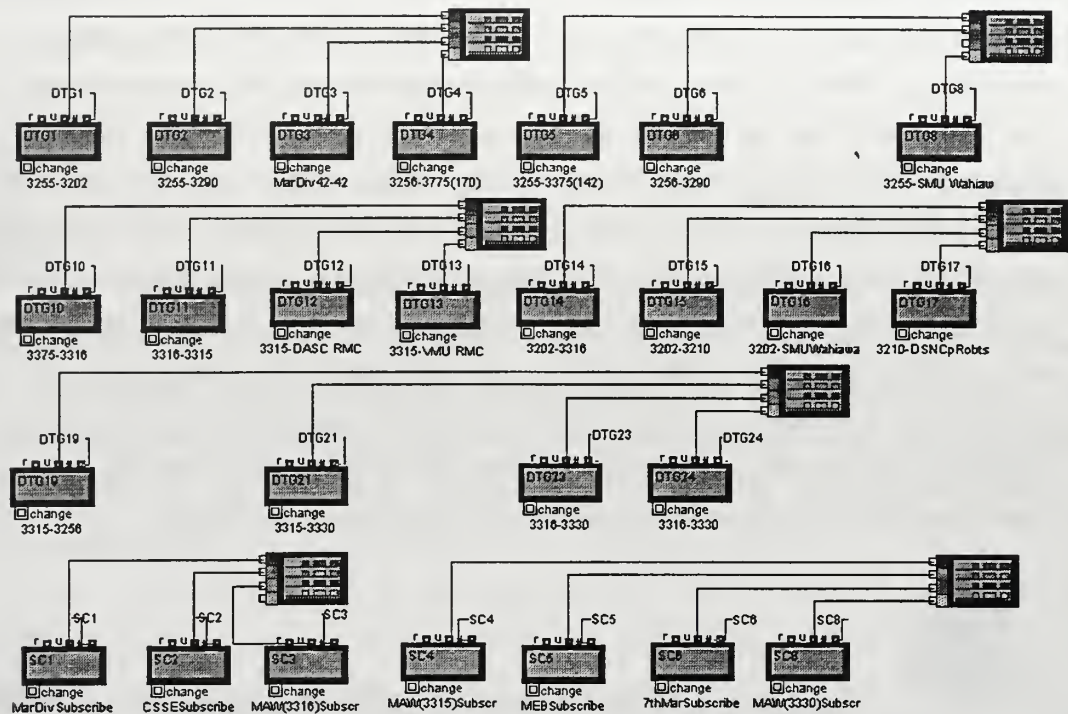 DTG1 DTG2 DTG3 DTG4 DTG5 DTG6 DTG8
r u w
DTG1 DTG2 DTG3 DTG4 DTG5 DTG6 DTG8
change change change change change change change
3255-3202 3255-3290 MarDiv42-42 3256-3775(170) 3255-3375(142) 3256-3290 3255-SMU Wahiaw
DTG10 DTG11 DTG12 DTG13 DTG14 DTG15 DTG16 DTG17
DTG10 DTG11 DTG12 DTG13 DTG14 DTG15 DTG16 DTG17
change change change change change change change change
3375-3316 3316-3315 3315-DASC RMC 3315-VMU RMC 3202-3316 3202-3210 3202-SMUWahiawa 3210-DSNCpRobts
DTG19 DTG21 DTG23 DTG24
DTG19 DTG21 DTG23 DTG24
change change change change
3315-3256 3315-3330 3316-3330 3316-3330
SC1 SC2 SC3 SC4 SC5 SC6 SC8
SC1 SC2 SC3 SC4 SC5 SC6 SC8
change change change change change change change
MarDivSubscribe CSSESubscribe MAW(3316)Subscr MAW(3315)Subscr MEBSubscribe 7thMarSubscribe MAW(3330)Subscr